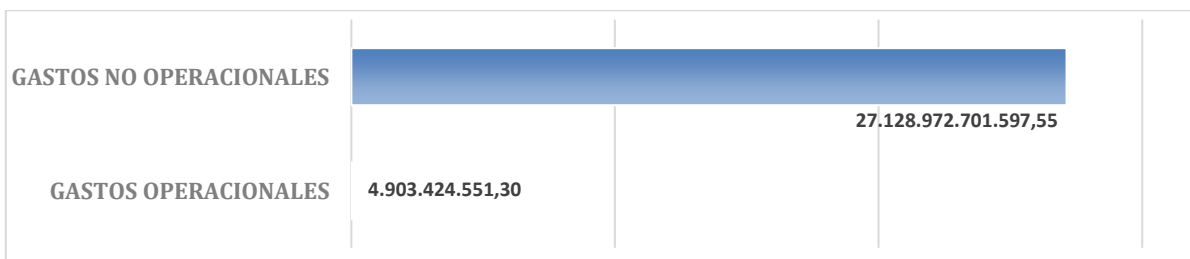 GASTOS NO OPERACIONALES
27.128.972.701.597,55
GASTOS OPERACIONALES
4.903.424.551,30